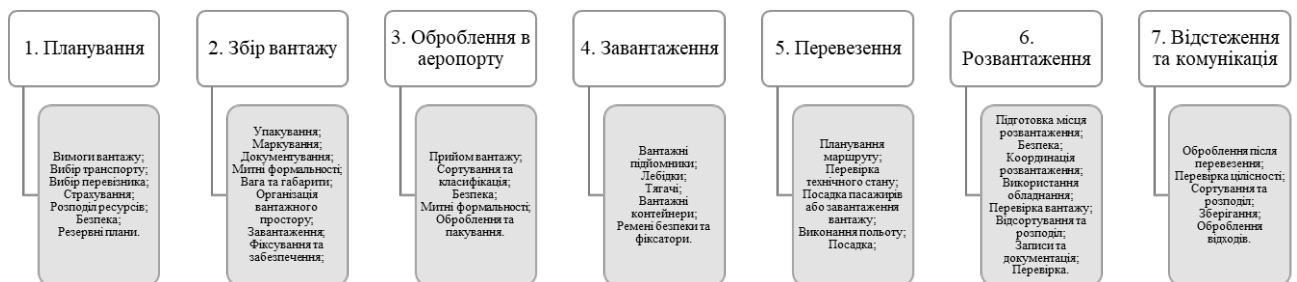 1. Планування
Вимоги вантажу;
Вибір транспорту;
Вибір перевізника;
Страхування;
Розподіл ресурсів;
Безпека;
Резервні плани.
2. Збір вантажу
Упакування;
Маркування;
Документування;
Митні формальності;
Вага та габарити;
Організація
вантажного
простору;
Завантаження;
Фіксування та
забезпечення;
3. Оброблення в
аеропорту
Прийом вантажу;
Сортування та
класифікація;
Безпека;
Митні формальності;
Оброблення та
пакування.
4. Завантаження
Вантажні
підйомники;
Лебідки;
Тягачі;
Вантажні
контейнери;
Ремені безпеки та
фіксатори.
5. Перевезення
Планування
маршруту;
Перевірка
технічного стану;
Посадка пасажирів
або завантаження
вантажу;
Виконання польоту;
Посадка;
6.
Розвантаження
Підготовка місця
розвантаження;
Безпека;
Координація
розвантаження;
Використання
обладнання;
Перевірка вантажу;
Відсортування та
розподіл;
Записи та
документація;
Перевірка.
7. Відстеження
та комунікація
Оброблення після
перевезення;
Перевірка цілісності;
Сортування та
розподіл;
Зберігання;
Оброблення
відходів.